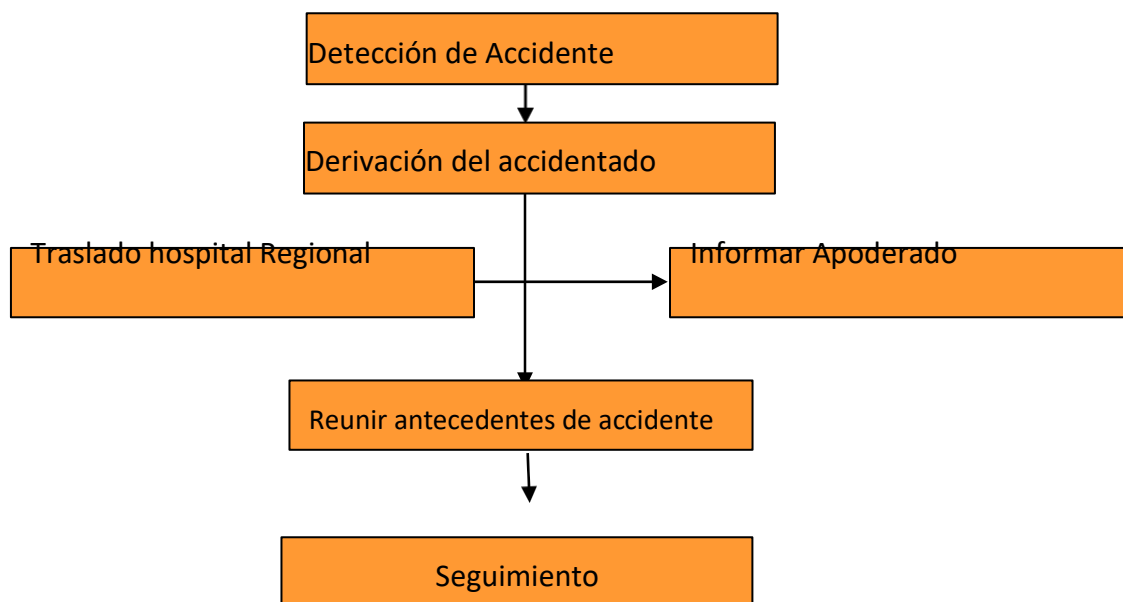 Detección de Accidente
Derivación del accidentado
Traslado hospital Regional
Informar Apoderado
Reunir antecedentes de accidente
Seguimiento